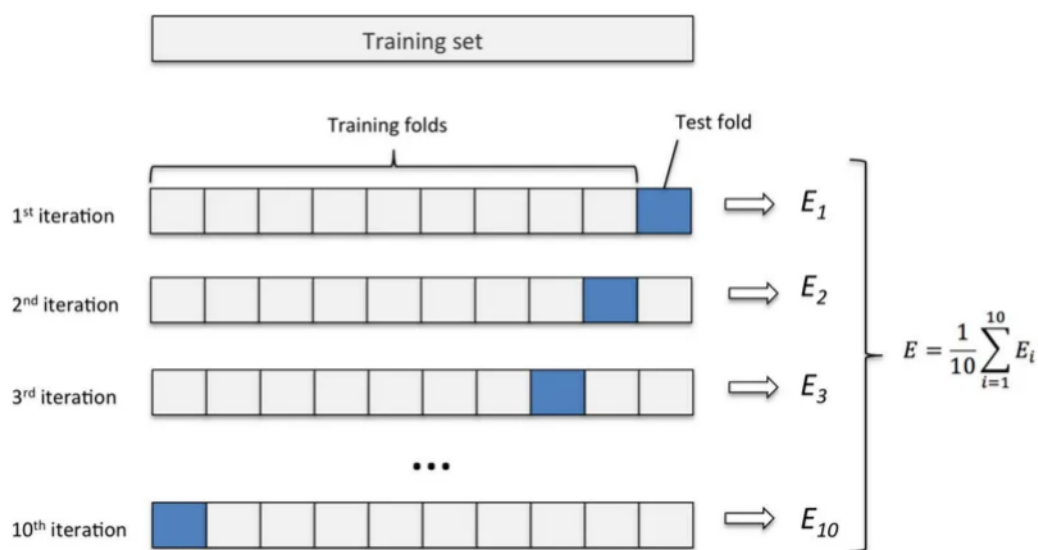 Training set
Training folds
Test fold
1st iteration
E1
2nd iteration
E2
3rd iteration
E3
...
10th iteration
E10
E = 1/10 ∑_{i=1}^{10} E_i